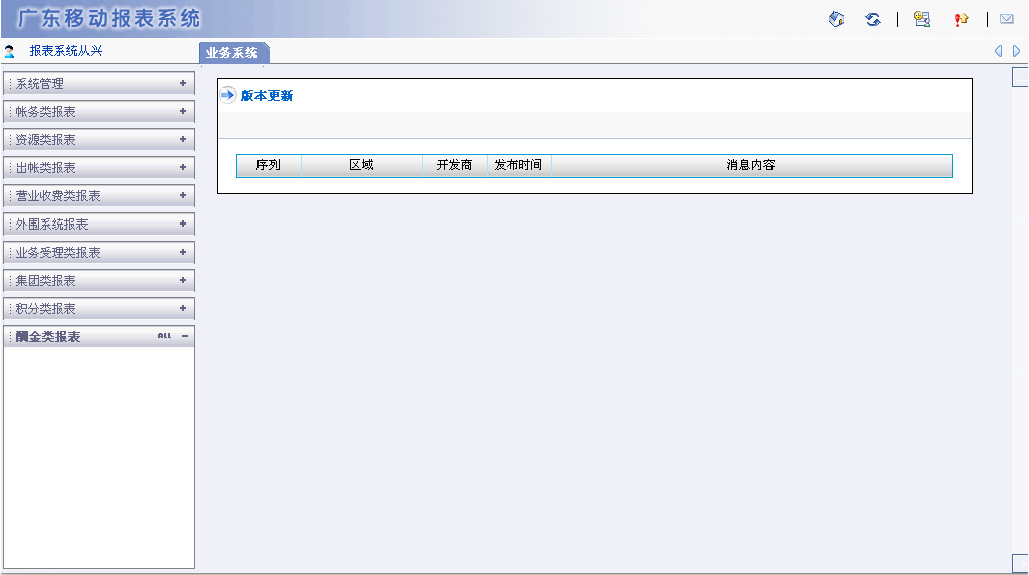 广东移动报表系统
报表系统从兴
业务系统
系统管理
帐务类报表
资源类报表
出帐类报表
营业收费类报表
外围系统报表
业务受理类报表
集团类报表
积分类报表
酬金类报表 ALL
版本更新
序列 区域 开发商 发布时间 消息内容